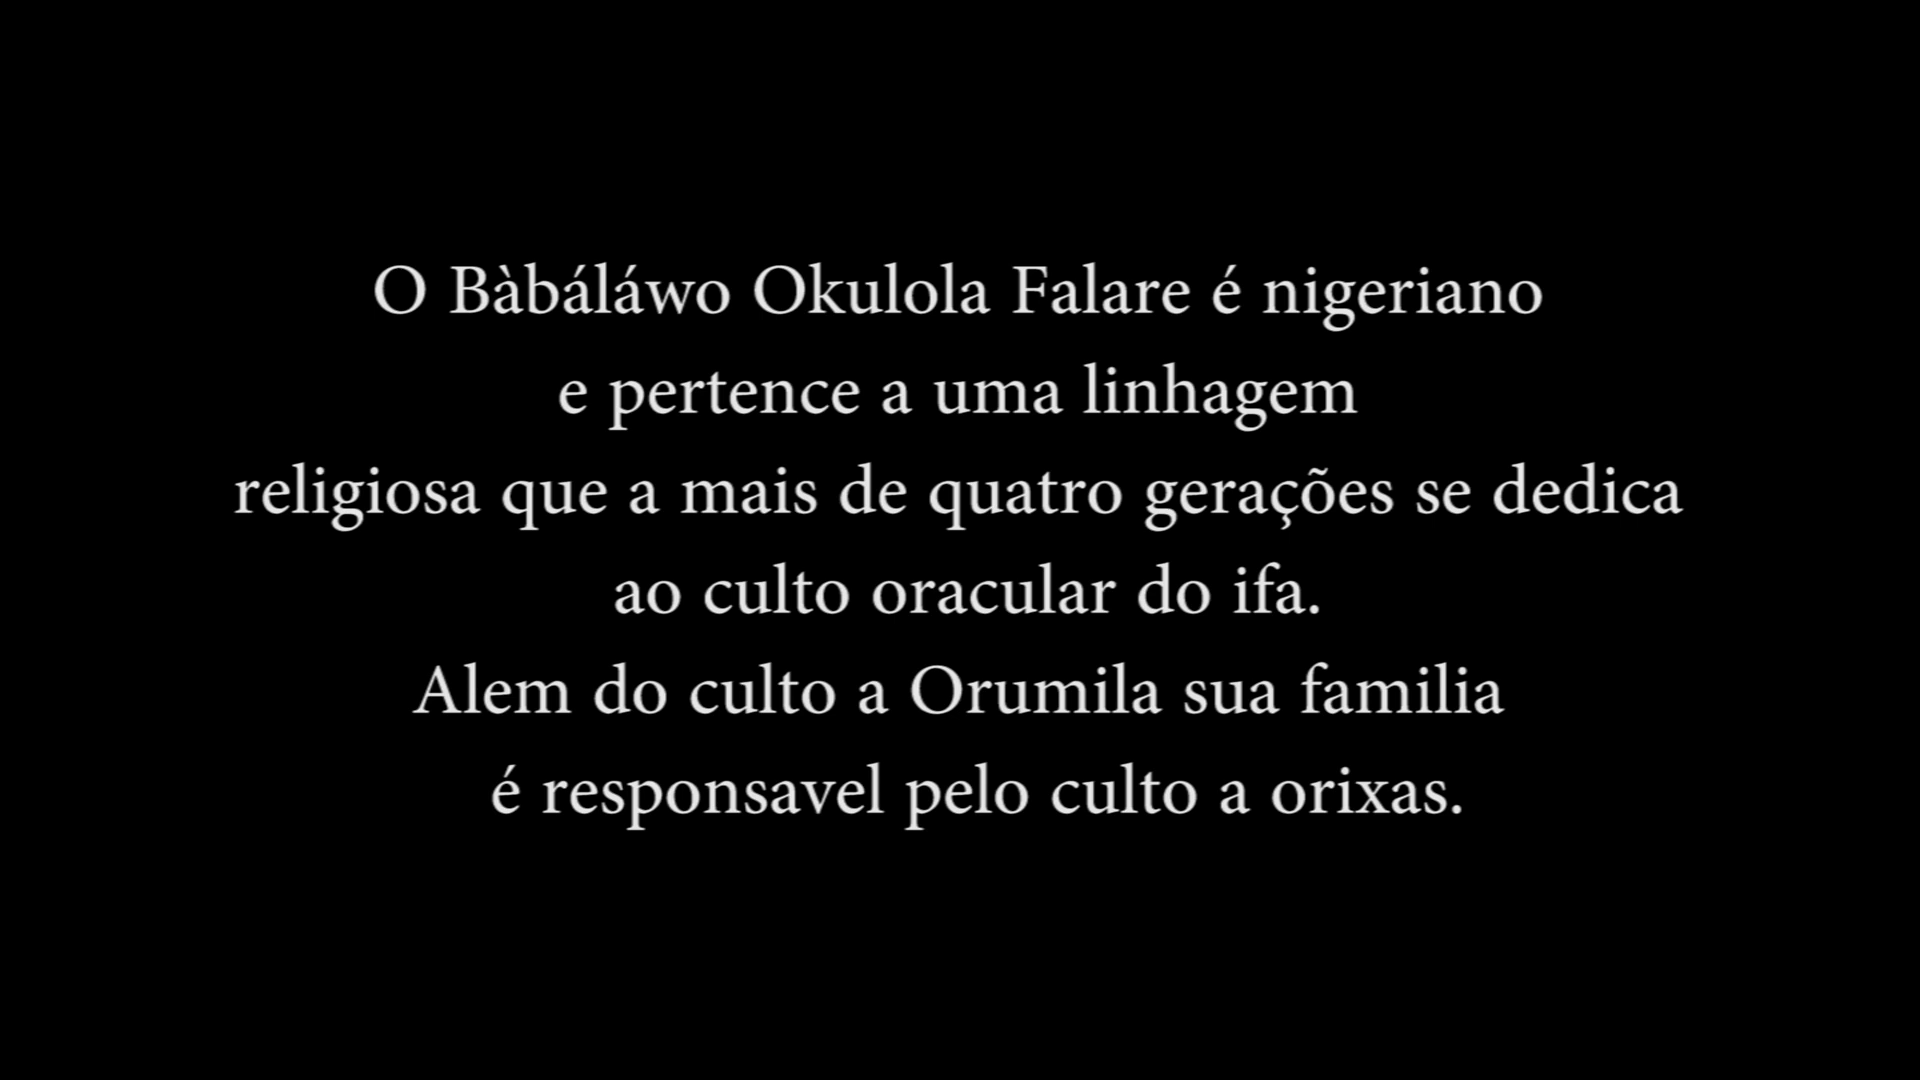 O Bàbáláwo Okulola Falare é nigeriano
e pertence a uma linhagem
religiosa que a mais de quatro gerações se dedica
ao culto oracular do ifa.
Alem do culto a Orumila sua familia
é responsavel pelo culto a orixas.